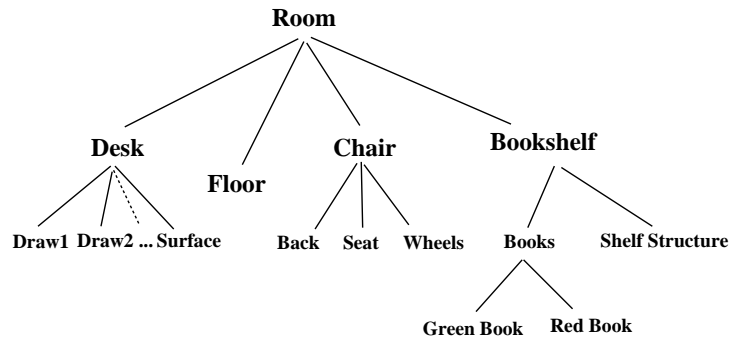 Room
Desk
Floor
Chair
Bookshelf
Draw1 Draw2 ... Surface
Back Seat Wheels
Books Shelf Structure
Green Book Red Book